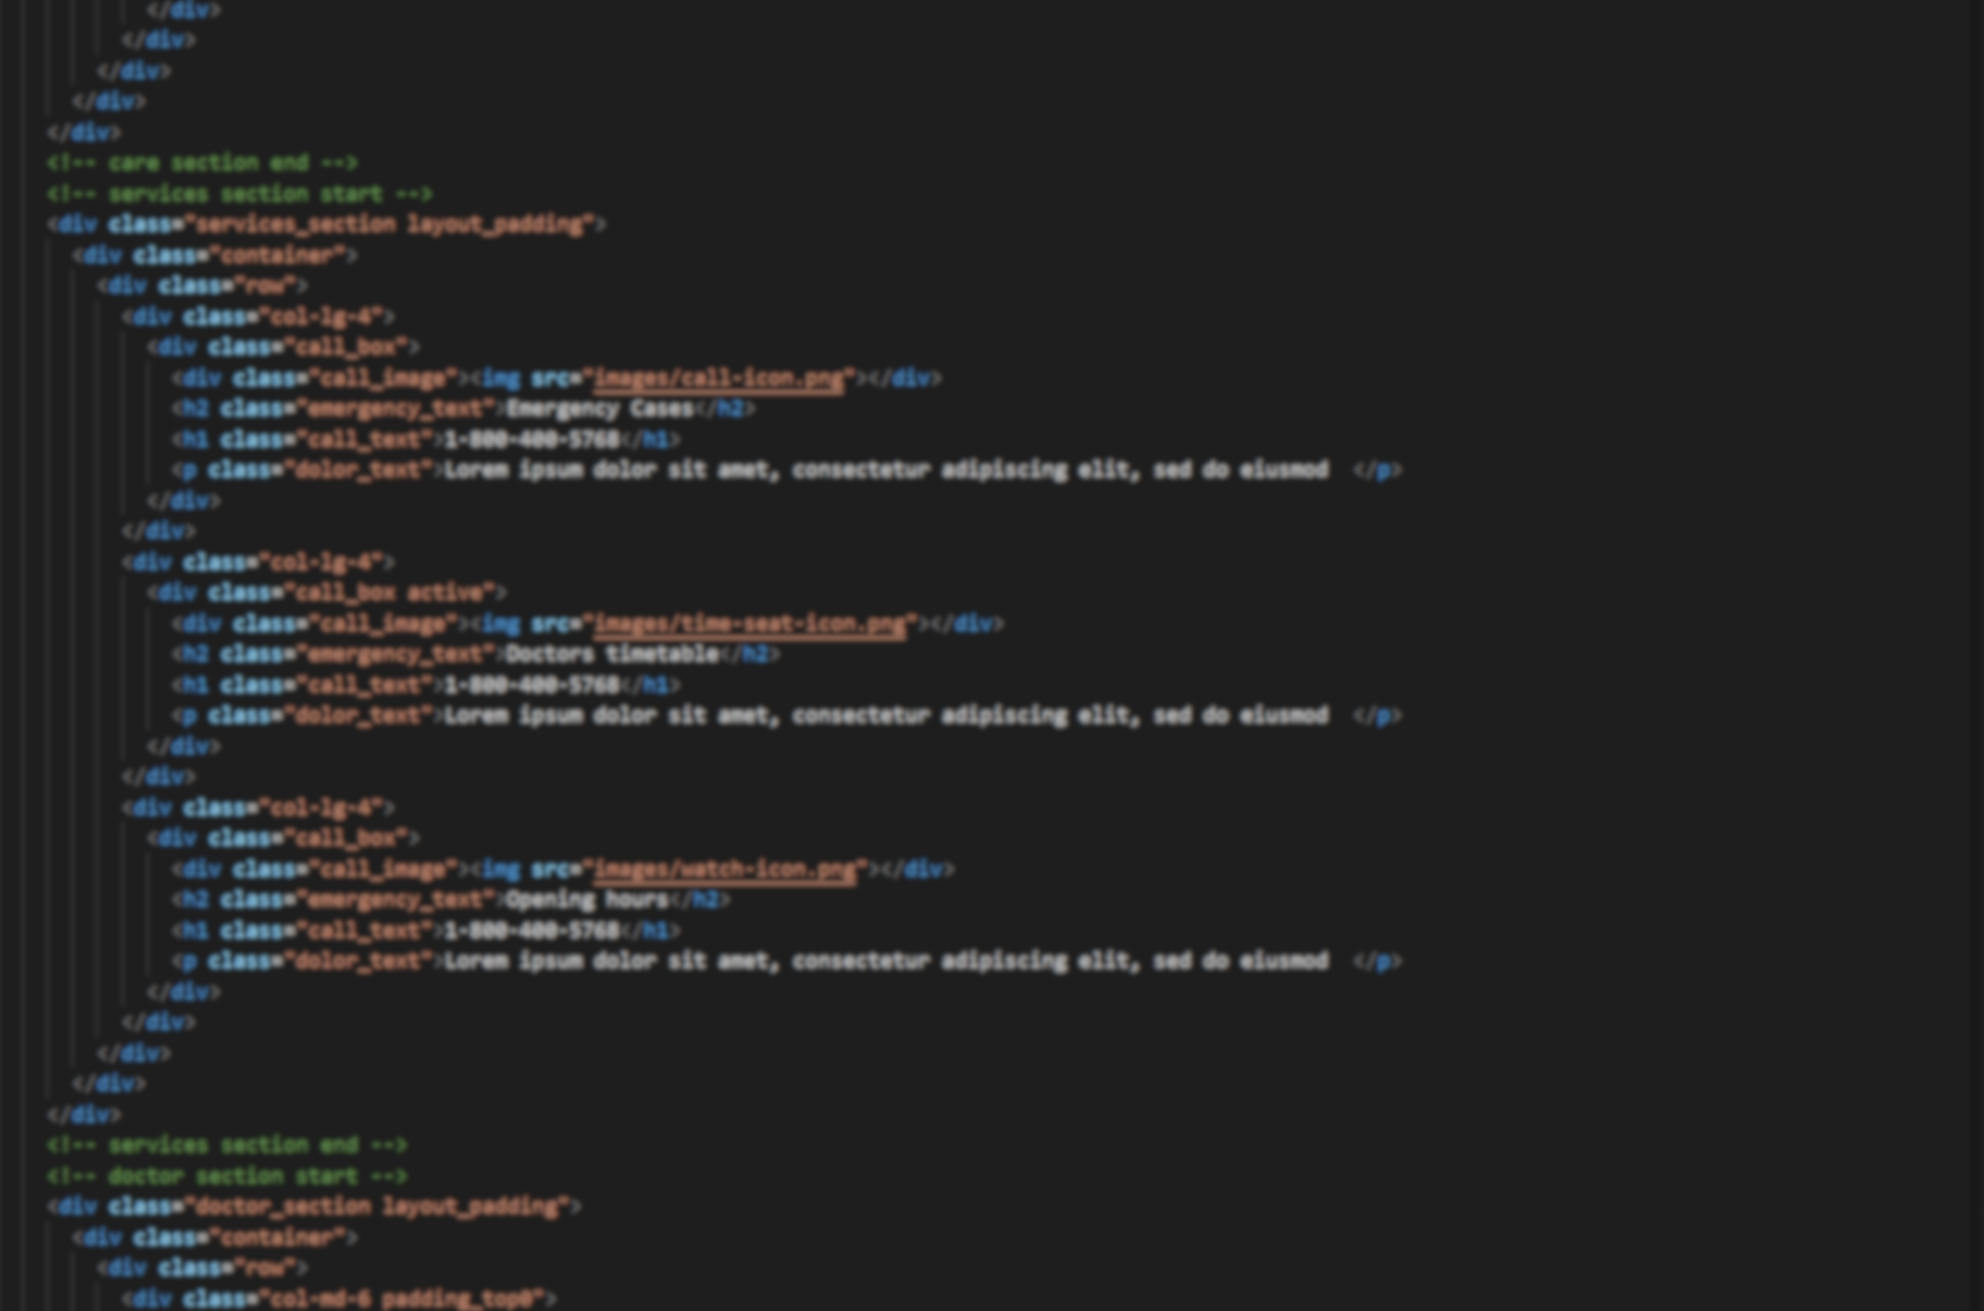 </div>
</div>
</div>
</div>
</div>
<!-- care section end -->
<!-- services section start -->
<div class="services_section layout_padding">
<div class="container">
<div class="row">
<div class="col-lg-4">
<div class="call_box">
<div class="call_image"><img src="images/call-icon.png"></div>
<h2 class="emergency_text">Emergency Cases</h2>
<h1 class="call_text">1-800-400-5768</h1>
<p class="dolor_text">Lorem ipsum dolor sit amet, consectetur adipiscing elit, sed do eiusmod  </p>
</div>
</div>
<div class="col-lg-4">
<div class="call_box active">
<div class="call_image"><img src="images/time-seat-icon.png"></div>
<h2 class="emergency_text">Doctors timetable</h2>
<h1 class="call_text">1-800-400-5768</h1>
<p class="dolor_text">Lorem ipsum dolor sit amet, consectetur adipiscing elit, sed do eiusmod  </p>
</div>
</div>
<div class="col-lg-4">
<div class="call_box">
<div class="call_image"><img src="images/watch-icon.png"></div>
<h2 class="emergency_text">Opening hours</h2>
<h1 class="call_text">1-800-400-5768</h1>
<p class="dolor_text">Lorem ipsum dolor sit amet, consectetur adipiscing elit, sed do eiusmod  </p>
</div>
</div>
</div>
</div>
</div>
<!-- services section end -->
<!-- doctor section start -->
<div class="doctor_section layout_padding">
<div class="container">
<div class="row">
<div class="col-md-6 padding_top0">